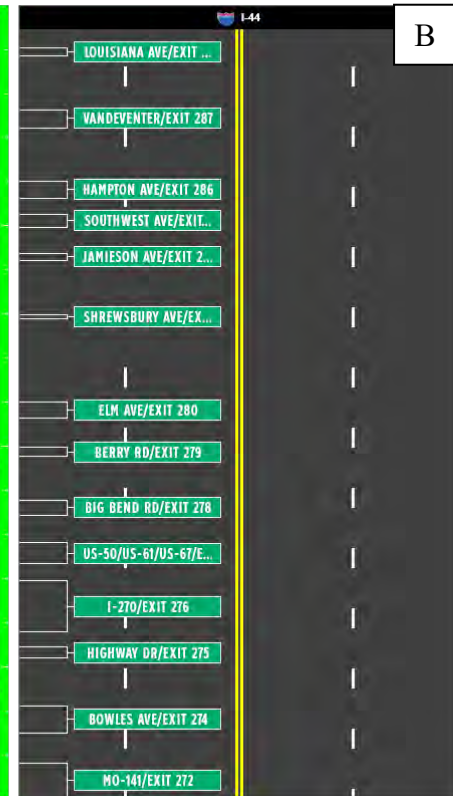 I-44
B
LOUISIANA AVE/EXIT ...
VANDEVENTER/EXIT 287
HAMPTON AVE/EXIT 286
SOUTHWEST AVE/EXIT...
JAMIESON AVE/EXIT 2...
SHREWSBURY AVE/EX...
ELM AVE/EXIT 280
BERRY RD/EXIT 279
BIG BEND RD/EXIT 278
US-50/US-61/US-67/E...
I-270/EXIT 276
HIGHWAY DR/EXIT 275
BOWLES AVE/EXIT 274
MO-141/EXIT 272